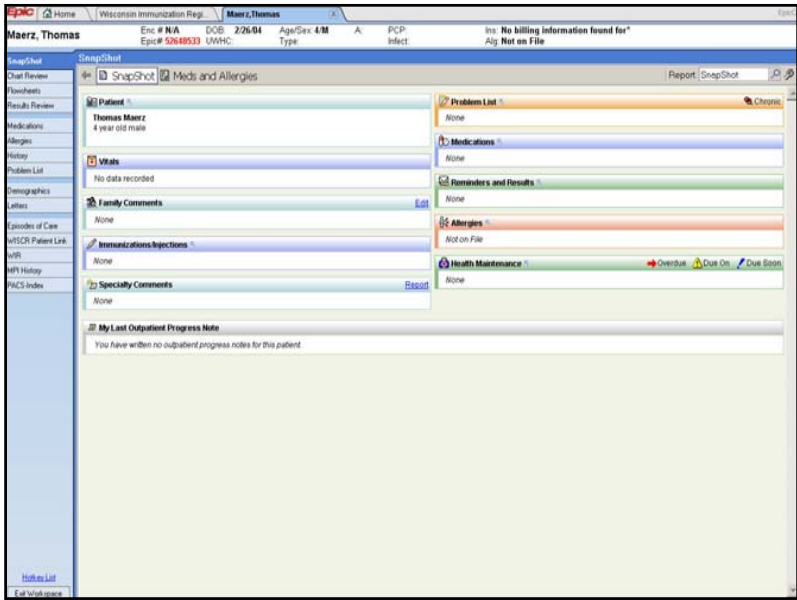 Epic Home Wisconsin Immunization Regi... Maerz,Thomas
Maerz, Thomas
Enc # N/A DOB: 2/26/04 Age/Sex: 4/M A: PCP: Ins: No billing information found for*
Epic# 52648533 UWHC: Type: Infect: Alg: Not on File
SnapShot
Chart Review
Flowsheets
Results Review
Medications
Allergies
History
Problem List
Demographics
Letters
Episodes of Care
WISCR Patient Link
WIR
MPI History
PACS-Index
Hotkey List
Exit Workspace
SnapShot
SnapShot Meds and Allergies Report: SnapShot
Patient
Thomas Maerz
4 year old male
Vitals
No data recorded
Family Comments Edit
None
Immunizations/Injections
None
Specialty Comments Report
None
Problem List Chronic
None
Medications
None
Reminders and Results
None
Allergies
Not on File
Health Maintenance Overdue Due On Due Soon
None
My Last Outpatient Progress Note
You have written no outpatient progress notes for this patient.